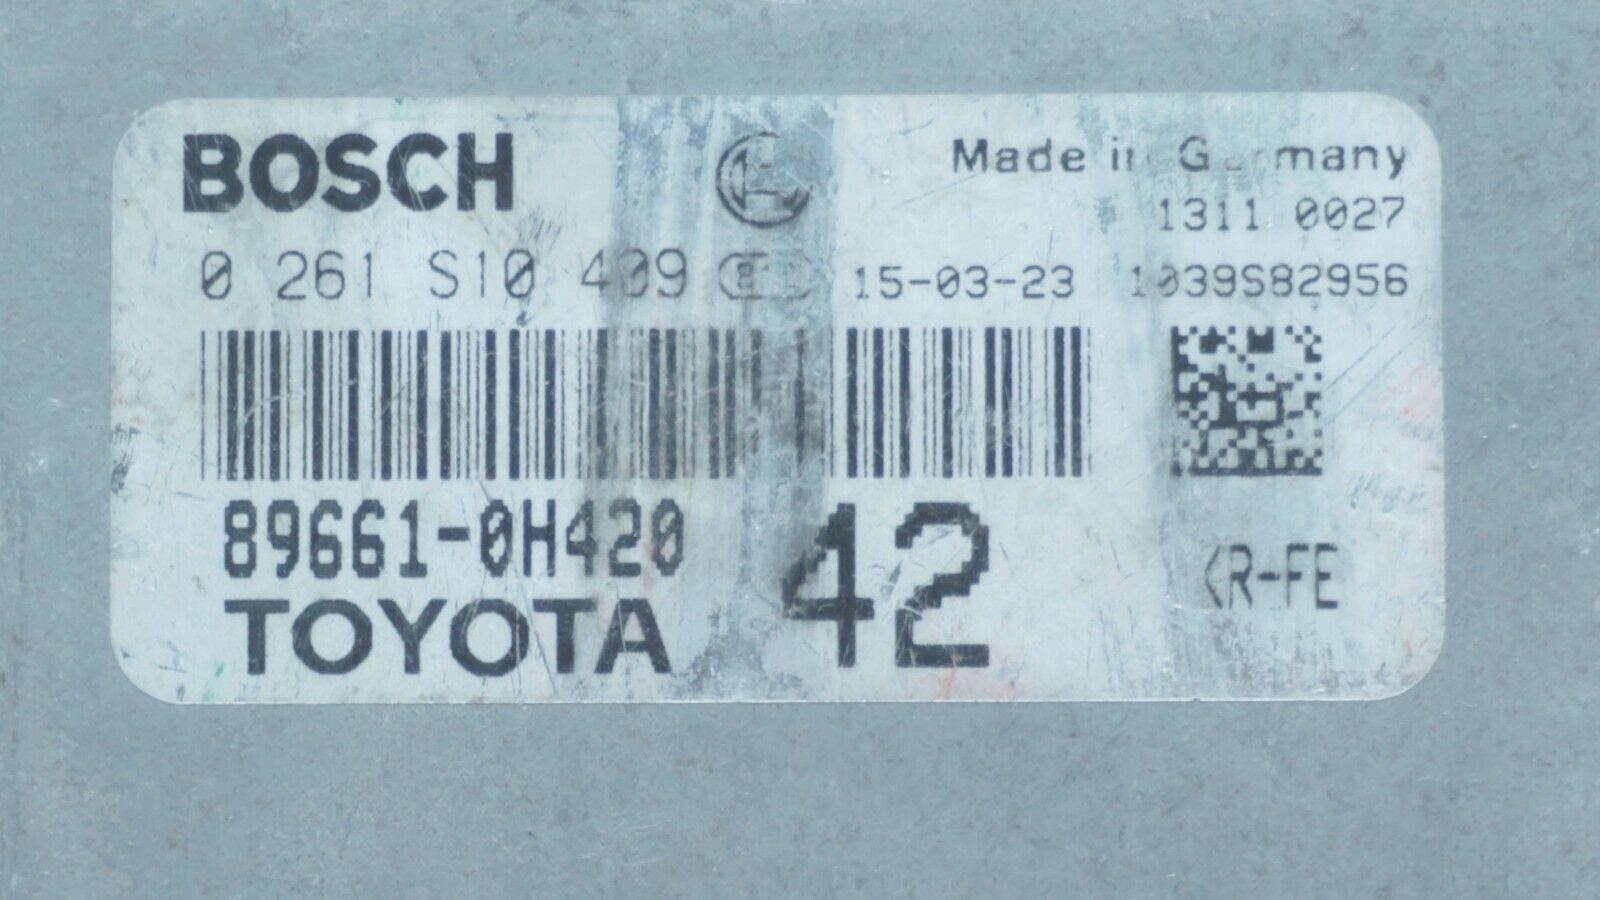 BOSCH
Made in Germany
1311 0027
0 261 S10 409 15-03-23 1039S82956
89661-0H420 42
KR-FE
TOYOTA